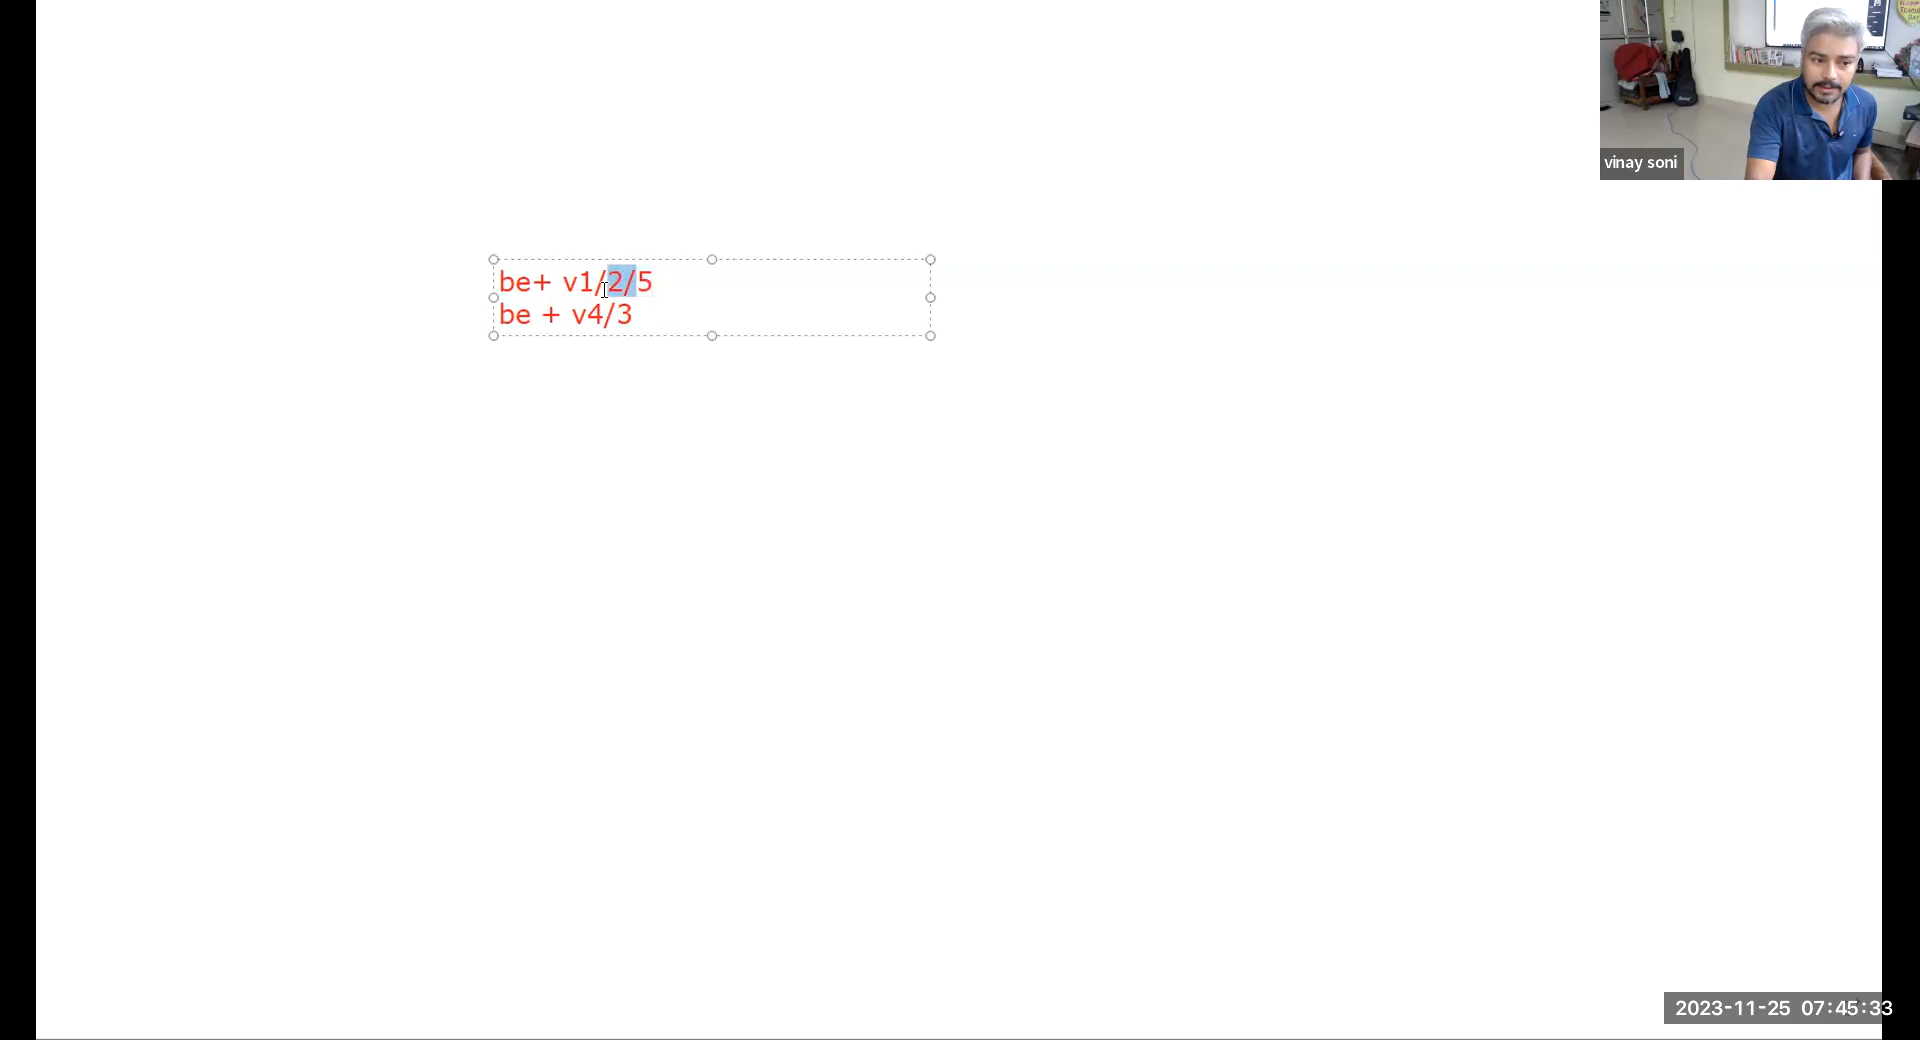 vinay soni
be+ v1/2/5
be + v4/3
2023-11-25 07:45:33